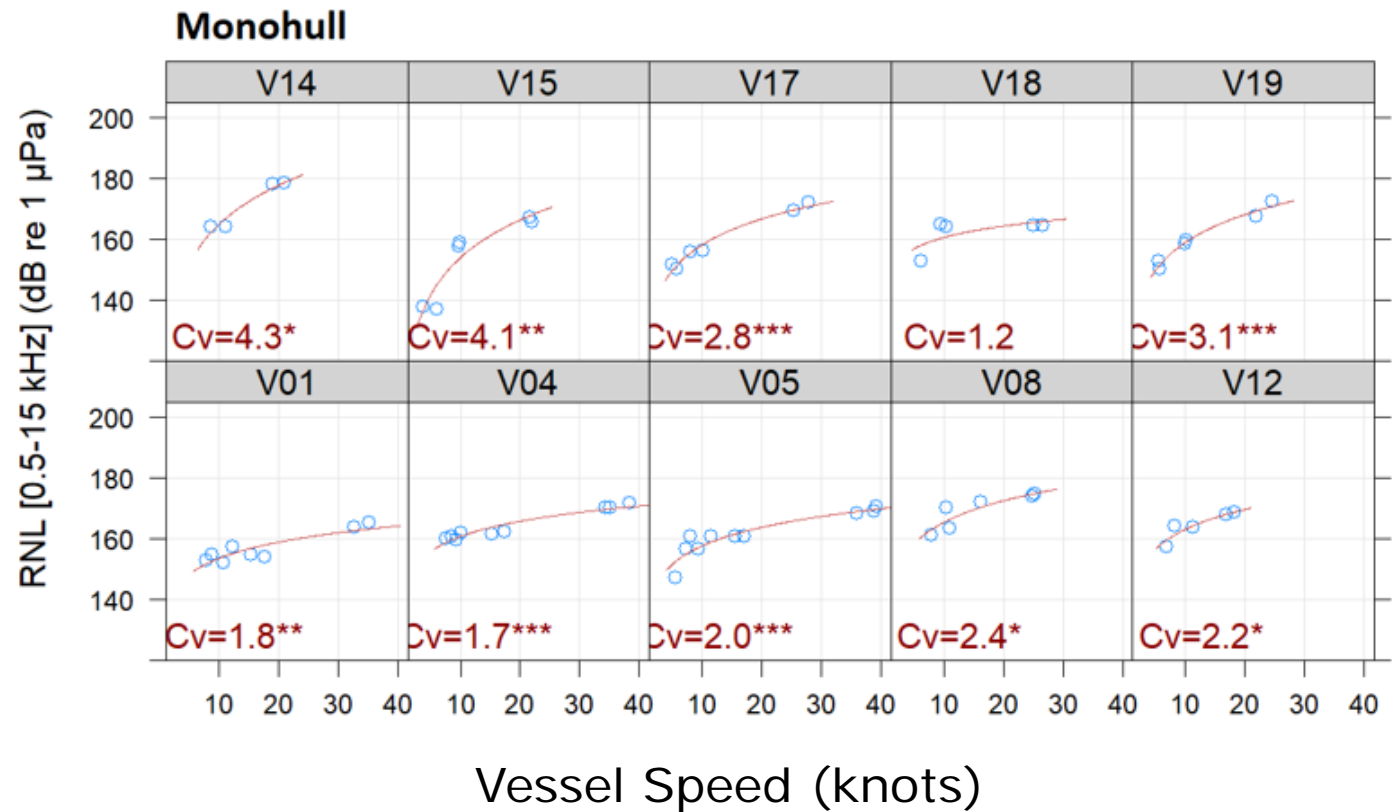 Monohull
RNL [0.5-15 kHz] (dB re 1 µPa)
V14 V15 V17 V18 V19
200
180
160
140
Cv=4.3* Cv=4.1** Cv=2.8*** Cv=1.2 Cv=3.1***
V01 V04 V05 V08 V12
200
180
160
140
Cv=1.8** Cv=1.7*** Cv=2.0*** Cv=2.4* Cv=2.2*
10 20 30 40 10 20 30 40 10 20 30 40 10 20 30 40 10 20 30 40
Vessel Speed (knots)